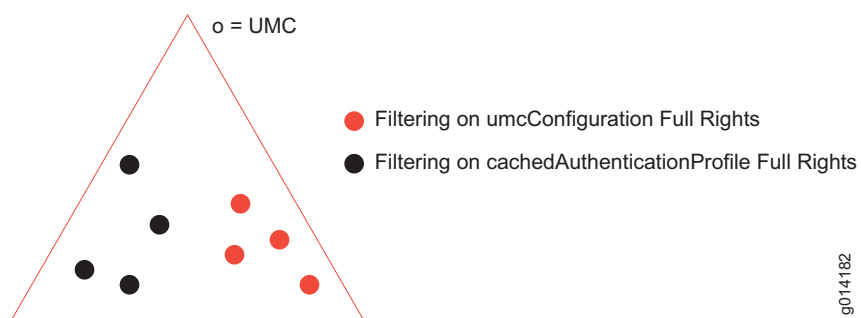 o = UMC
Filtering on umcConfiguration Full Rights
Filtering on cachedAuthenticationProfile Full Rights
g014182